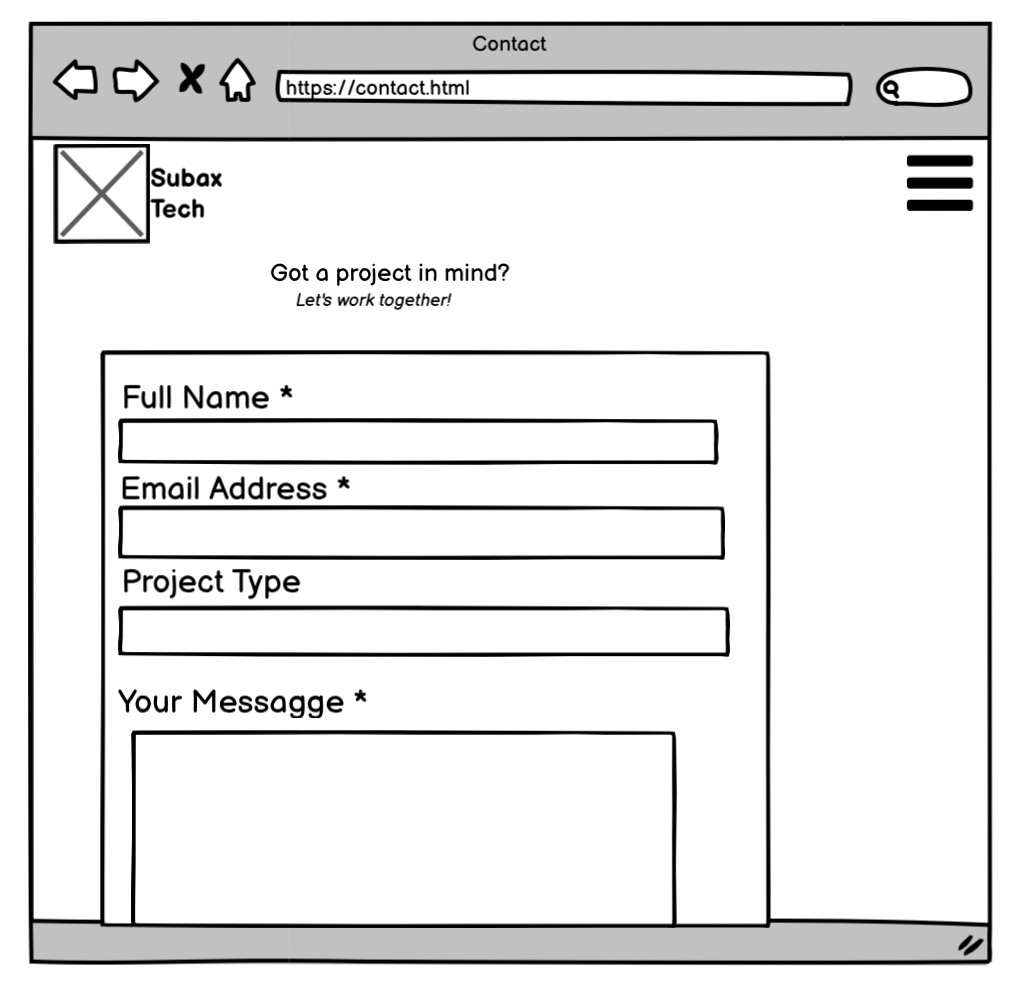 Contact
https://contact.html
Subax
Tech
Got a project in mind?
Let's work together!
Full Name *
Email Address *
Project Type
Your Messagge *